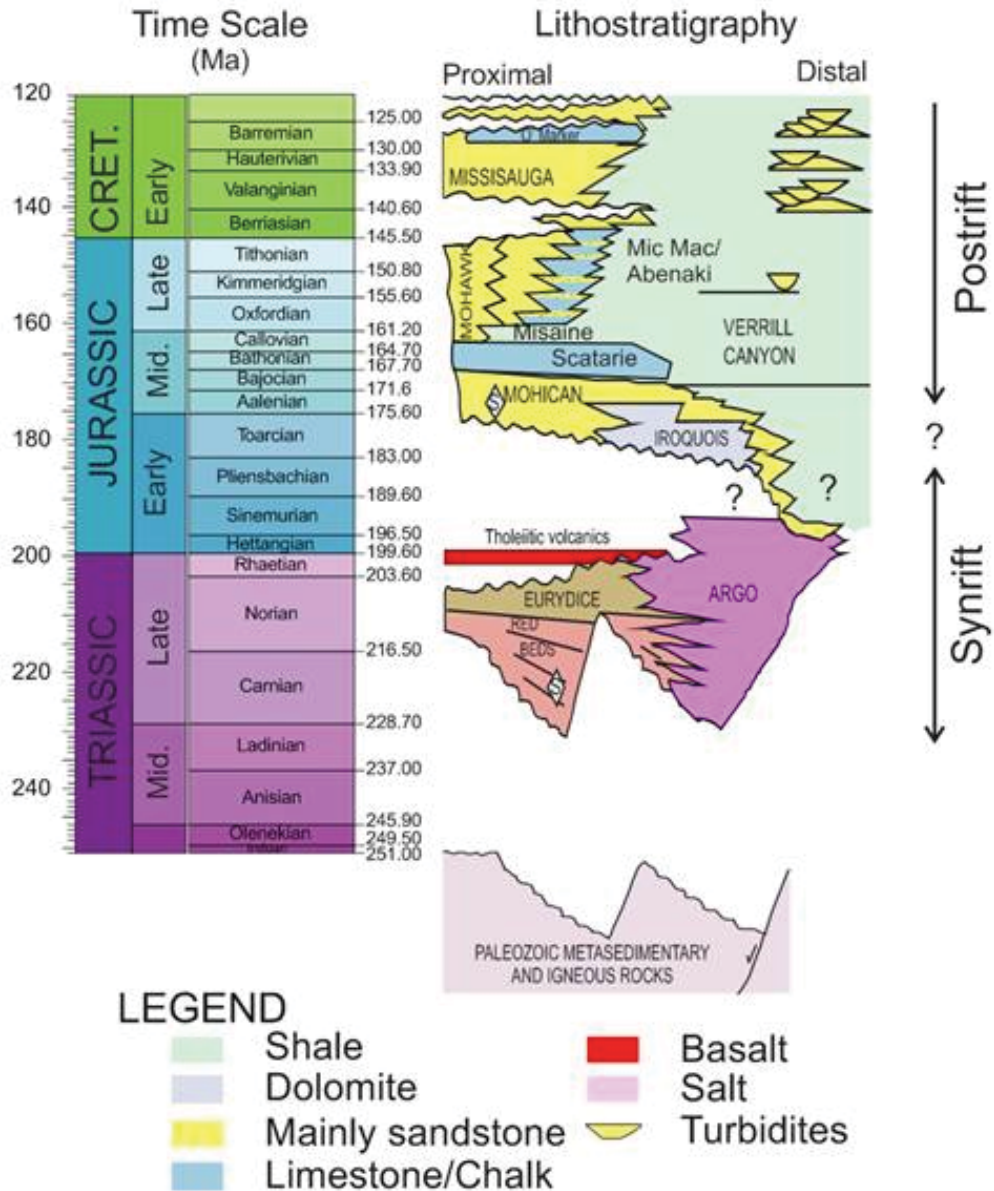 Time Scale
(Ma)
Lithostratigraphy
Proximal
Distal
120
140
160
180
200
220
240
CRET.
JURASSIC
TRIASSIC
Early
Late
Mid.
Early
Late
Mid.
Barremian
Hauterivian
Valanginian
Berriasian
Tithonian
Kimmeridgian
Oxfordian
Callovian
Bathonian
Bajocian
Aalenian
Toarcian
Pliensbachian
Sinemurian
Hettangian
Rhaetian
Norian
Carnian
Ladinian
Anisian
Olenekian
125.00
130.00
133.90
140.60
145.50
150.80
155.60
161.20
164.70
167.70
171.6
175.60
183.00
189.60
196.50
199.60
203.60
216.50
228.70
237.00
245.90
249.50
251.00
O' Marker
MISSISAUGA
MOHAWK
Mic Mac/
Abenaki
Misaine
Scatarie
VERRILL
CANYON
MOHICAN
S
IROQUOIS
?
?
Tholeiitic volcanics
EURYDICE
ARGO
RED
BEDS
S
Postrift
?
Synrift
PALEOZOIC METASEDIMENTARY
AND IGNEOUS ROCKS
LEGEND
Shale
Dolomite
Mainly sandstone
Limestone/Chalk
Basalt
Salt
Turbidites